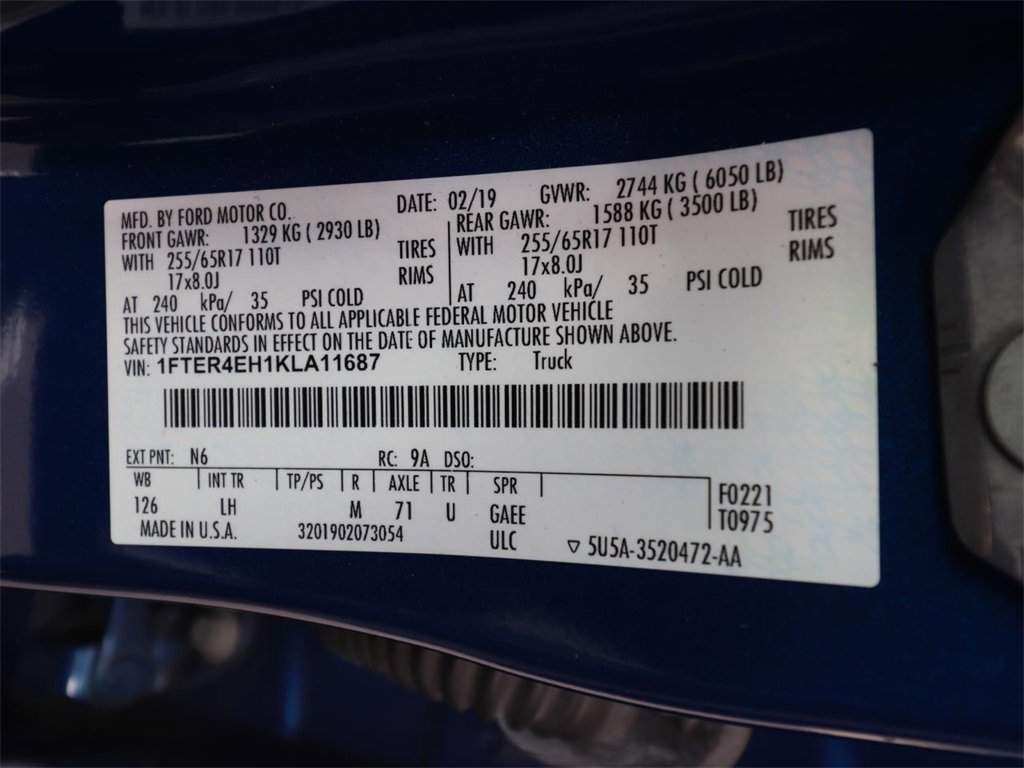 MFD. BY FORD MOTOR CO. DATE: 02/19 GVWR: 2744 KG ( 6050 LB)
FRONT GAWR: 1329 KG ( 2930 LB) REAR GAWR: 1588 KG ( 3500 LB)
WITH 255/65R17 110T TIRES WITH 255/65R17 110T TIRES
17x8.0J RIMS 17x8.0J RIMS
AT 240 kPa/ 35 PSI COLD AT 240 kPa/ 35 PSI COLD
THIS VEHICLE CONFORMS TO ALL APPLICABLE FEDERAL MOTOR VEHICLE
SAFETY STANDARDS IN EFFECT ON THE DATE OF MANUFACTURE SHOWN ABOVE.
VIN: 1FTER4EH1KLA11687 TYPE: Truck
EXT PNT: N6 RC: 9A DSO:
WB INT TR TP/PS R AXLE TR SPR F0221
126 LH M 71 U GAEE T0975
MADE IN U.S.A. 3201902073054 ULC ▽ 5U5A-3520472-AA